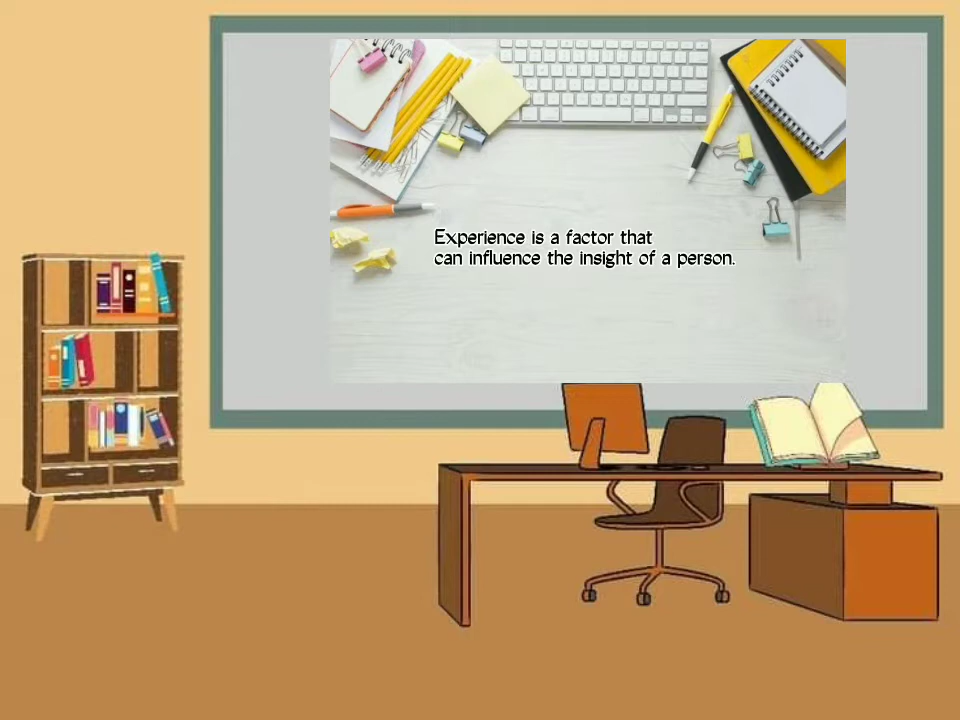 Experience is a factor that
can influence the insight of a person.